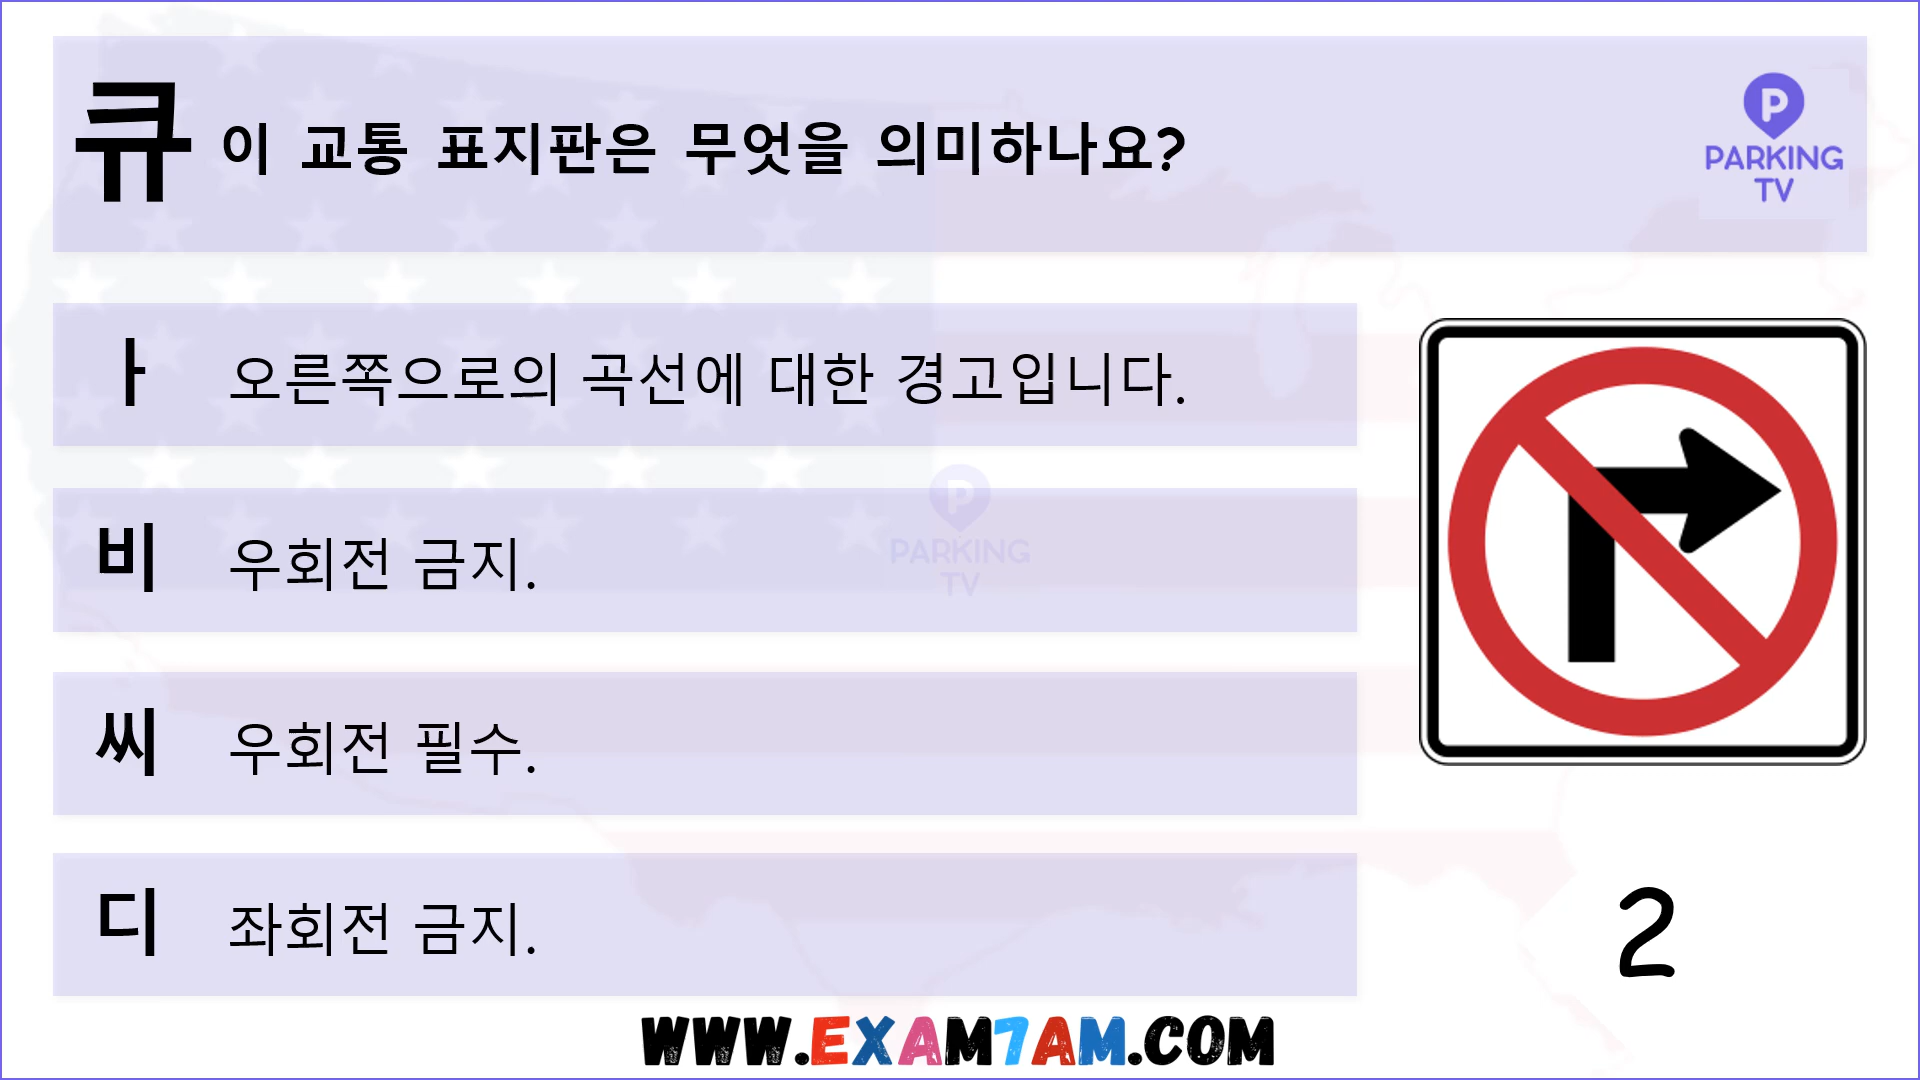 큐 이 교통 표지판은 무엇을 의미하나요?
P
PARKING
TV
ㅏ 오른쪽으로의 곡선에 대한 경고입니다.
비 우회전 금지.
P
PARKING
TV
씨 우회전 필수.
디 좌회전 금지.
2
WWW.EXAM7AM.COM